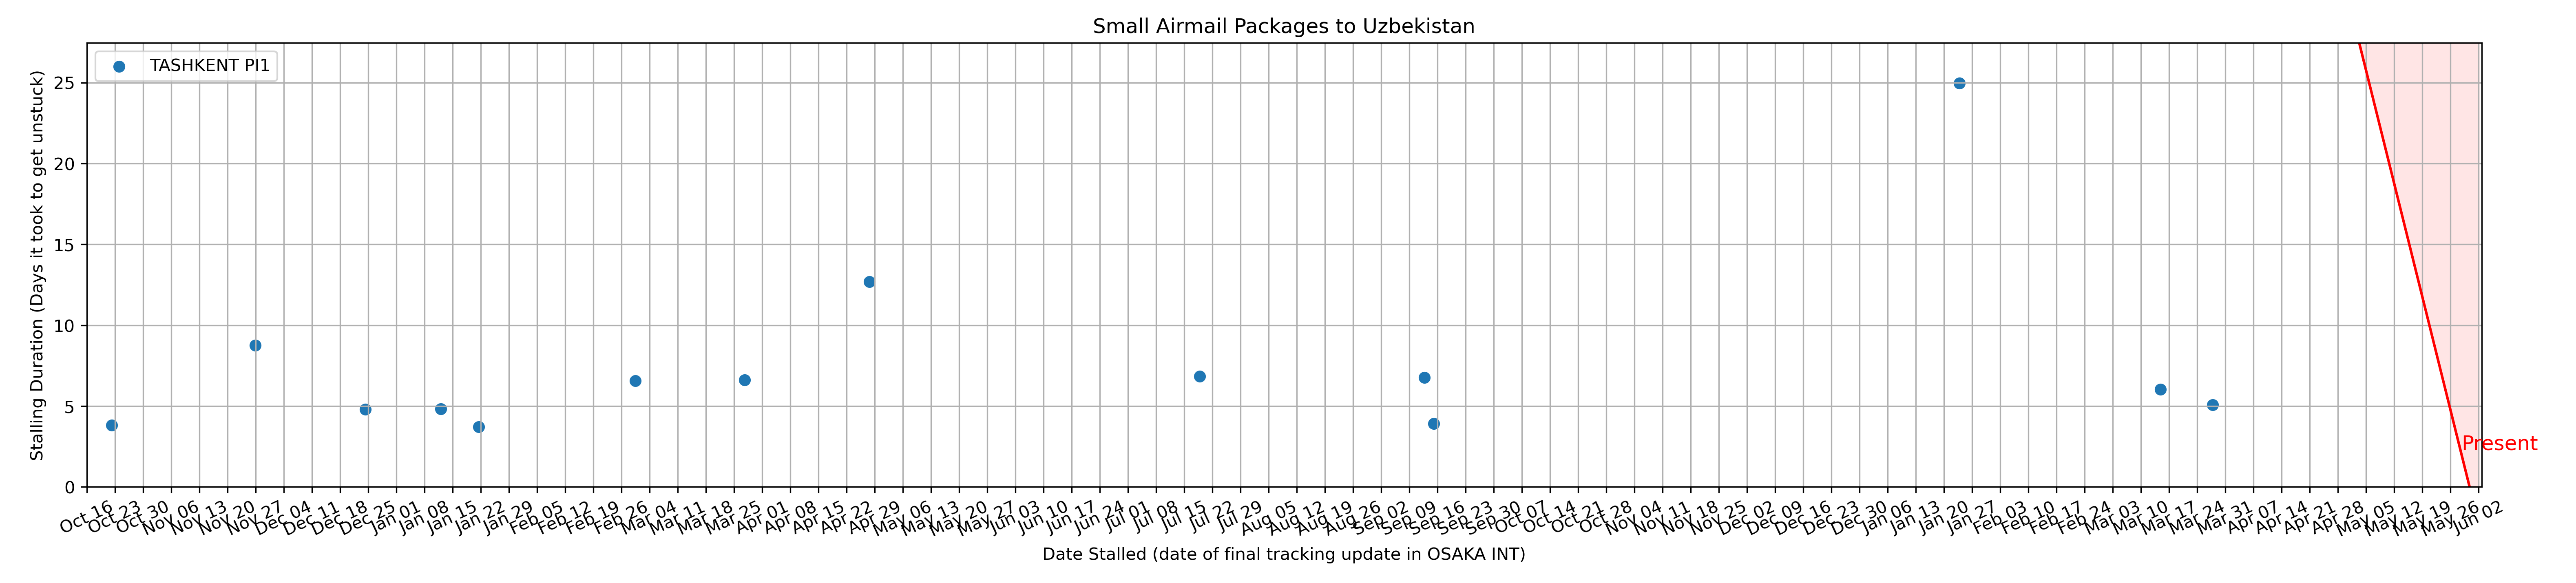 Small Airmail Packages to Uzbekistan
TASHKENT PI1
Stalling Duration (Days it took to get unstuck)
25
20
15
10
5
0
Present
Oct 16 Oct 23 Oct 30 Nov 06 Nov 13 Nov 20 Nov 27 Dec 04 Dec 11 Dec 18 Dec 25 Jan 01 Jan 08 Jan 15 Jan 22 Jan 29 Feb 05 Feb 12 Feb 19 Feb 26 Mar 04 Mar 11 Mar 18 Mar 25 Apr 01 Apr 08 Apr 15 Apr 22 Apr 29 May 06 May 13 May 20 May 27 Jun 03 Jun 10 Jun 17 Jun 24 Jul 01 Jul 08 Jul 15 Jul 22 Jul 29 Aug 05 Aug 12 Aug 19 Aug 26 Sep 02 Sep 09 Sep 16 Sep 23 Sep 30 Oct 07 Oct 14 Oct 21 Oct 28 Nov 04 Nov 11 Nov 18 Nov 25 Dec 02 Dec 09 Dec 16 Dec 23 Dec 30 Jan 06 Jan 13 Jan 20 Jan 27 Feb 03 Feb 10 Feb 17 Feb 24 Mar 03 Mar 10 Mar 17 Mar 24 Mar 31 Apr 07 Apr 14 Apr 21 Apr 28 May 05 May 12 May 19 May 26 Jun 02
Date Stalled (date of final tracking update in OSAKA INT)